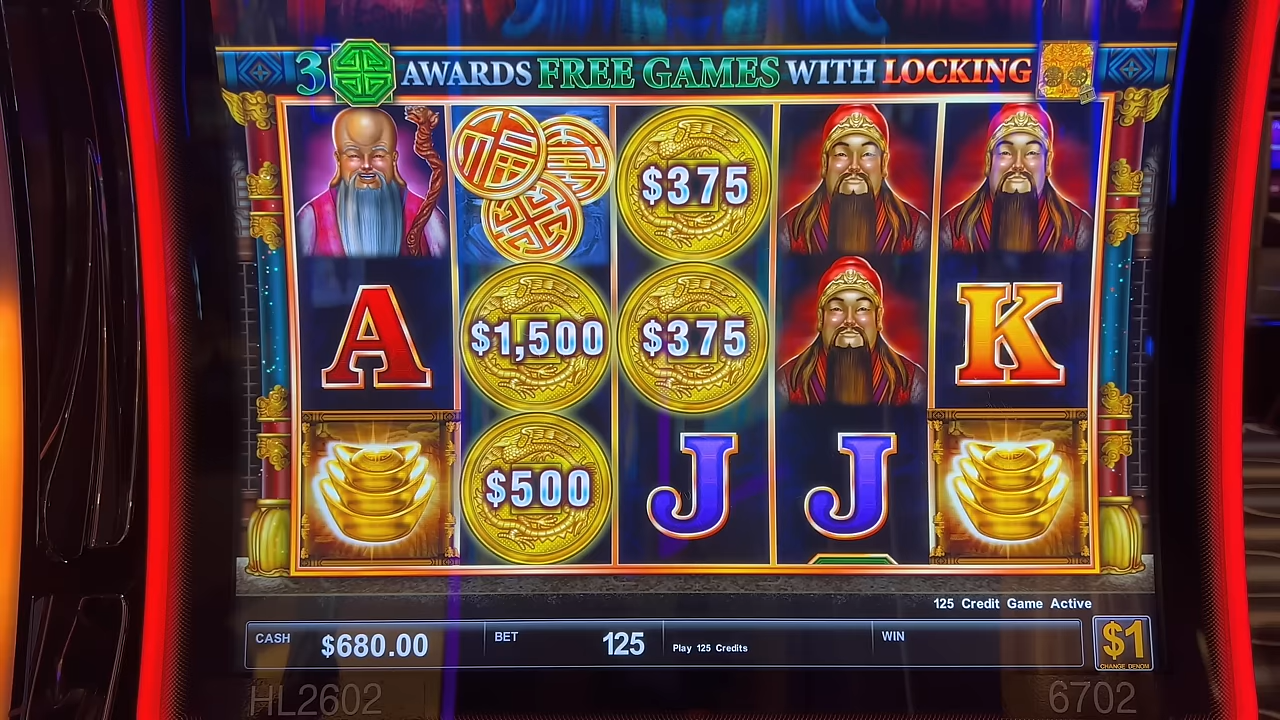 3 AWARDS FREE GAMES WITH LOCKING
福
$375
$1,500
$375
A
K
$500
J
J
125 Credit Game Active
CASH $680.00
BET 125
Play 125 Credits
WIN
$1
CHANGE DENOM
HL2602
6702